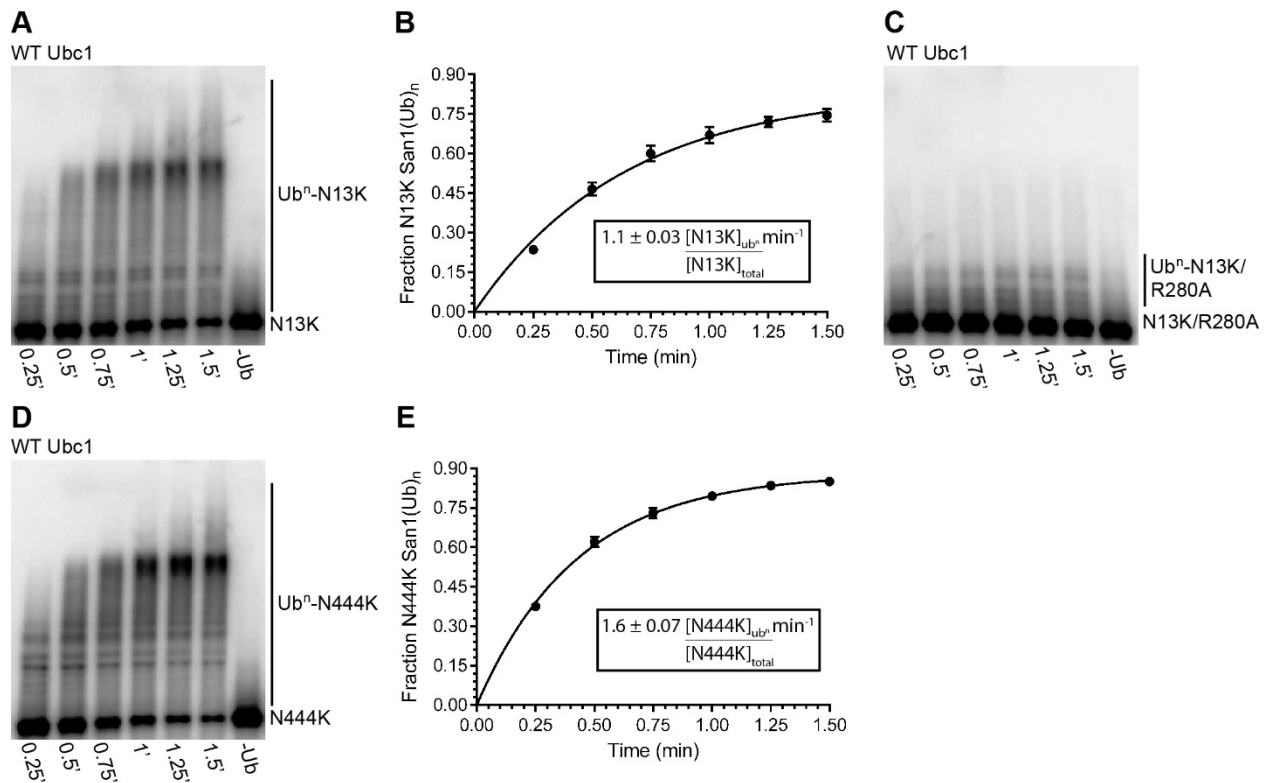 A
WT Ubc1
Ubⁿ-N13K
N13K
0.25' 0.5' 0.75' 1' 1.25' 1.5' -Ub
B
Fraction N13K San1(Ub)ₙ
0.90
0.75
0.60
0.45
0.30
0.15
0.00
1.1 ± 0.03 [N13K]ubⁿ min⁻¹
[N13K]total
0.00 0.25 0.50 0.75 1.00 1.25 1.50
Time (min)
C
WT Ubc1
Ubⁿ-N13K/
R280A
N13K/R280A
0.25' 0.5' 0.75' 1' 1.25' 1.5' -Ub
D
WT Ubc1
Ubⁿ-N444K
N444K
0.25' 0.5' 0.75' 1' 1.25' 1.5' -Ub
E
Fraction N444K San1(Ub)ₙ
0.90
0.75
0.60
0.45
0.30
0.15
0.00
1.6 ± 0.07 [N444K]ubⁿ min⁻¹
[N444K]total
0.00 0.25 0.50 0.75 1.00 1.25 1.50
Time (min)